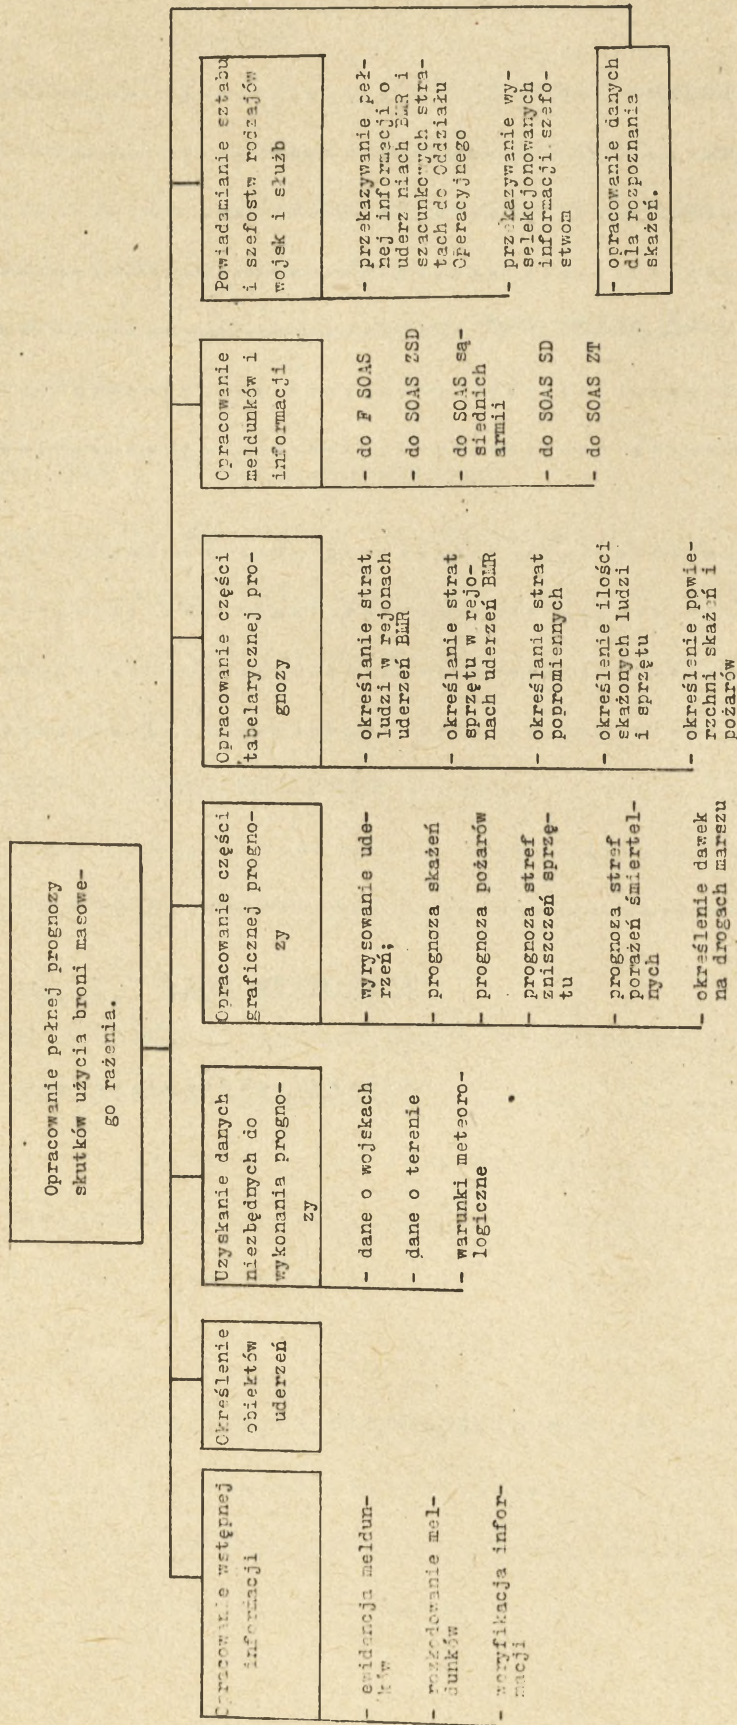 Opracowanie pełnej prognozy
skutków użycia broni masowe-
go rażenia.
Opracowanie wstępnej
informacji
- ewidencja meldun-
ków
- rozkodowanie mel-
dunków
- weryfikacja infor-
macji
Określenie
obiektów
uderzeń
Uzyskanie danych
niezbędnych do
wykonania progno-
zy
- dane o wojskach
- dane o terenie
- warunki meteoro-
logiczne
Opracowanie części
graficznej progno-
zy
- wyrysowanie ude-
rzeń;
- prognoza skażeń
- prognoza pożarów
- prognoza stref
zniszczeń sprzę-
tu
- prognoza stref
porażeń śmiertel-
nych
- określenie dawek
na drogach marszu
Opracowanie części
tabelarycznej pro-
gnozy
- określanie strat
ludzi w rejonach
uderzeń BMR
- określanie strat
sprzętu w rejo-
nach uderzeń BMR
- określanie strat
popromiennych
- określenie ilości
skażonych ludzi
i sprzętu
- określenie powie-
rzchni skażeń i
pożarów
Opracowanie
meldunków i
informacji
- do F SOAS
- do SOAS ZSD
- do SOAS są-
siednich
armii
- do SOAS SD
- do SOAS ZT
Powiadamianie sztabu
i szefostw rodzajów
wojsk i służb
- przekazywanie peł-
nej informacji o
uderz niach BMR i
szacunkowych stra-
tach do Oddziału
Operacyjnego
- przekazywanie wy-
selekcjonowanych
informacji szefo-
stwom
- opracowanie danych
dla rozpoznania
skażeń.